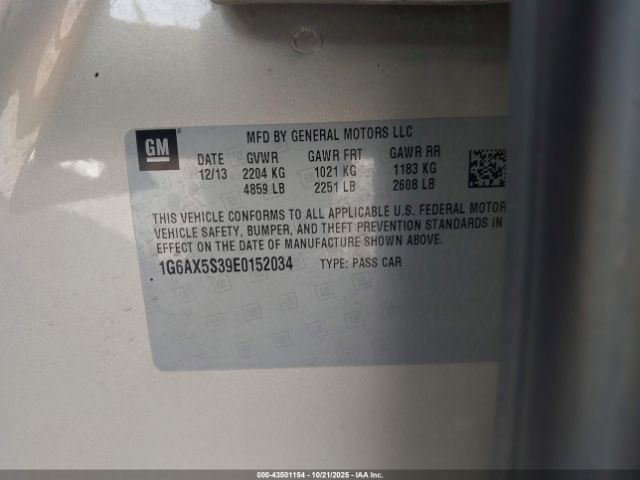 GM
MFD BY GENERAL MOTORS LLC
DATE GVWR GAWR FRT GAWR RR
12/13 2204 KG 1021 KG 1183 KG
4859 LB 2251 LB 2608 LB
THIS VEHICLE CONFORMS TO ALL APPLICABLE U.S. FEDERAL MOTOR
VEHICLE SAFETY, BUMPER, AND THEFT PREVENTION STANDARDS IN
EFFECT ON THE DATE OF MANUFACTURE SHOWN ABOVE.
1G6AX5S39E0152034 TYPE: PASS CAR
000-43501154 - 10/21/2025 - IAA Inc.